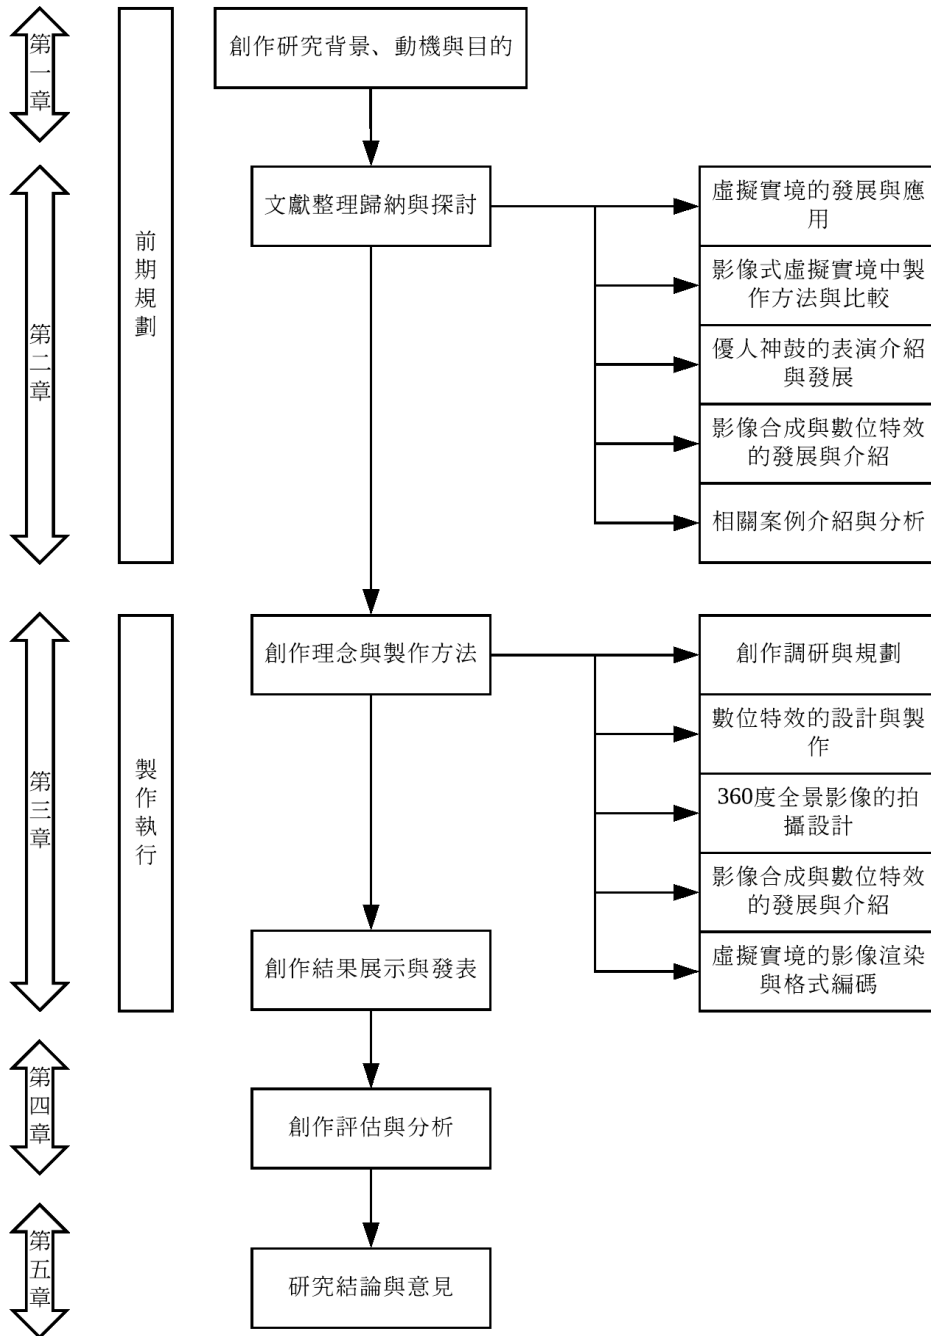 第一章
創作研究背景、動機與目的
前期規劃
第二章
文獻整理歸納與探討
虛擬實境的發展與應
用
影像式虛擬實境中製
作方法與比較
優人神鼓的表演介紹
與發展
影像合成與數位特效
的發展與介紹
相關案例介紹與分析
第三章
製作執行
創作理念與製作方法
創作調研與規劃
數位特效的設計與製
作
360度全景影像的拍
攝設計
影像合成與數位特效
的發展與介紹
虛擬實境的影像渲染
與格式編碼
創作結果展示與發表
第四章
創作評估與分析
第五章
研究結論與意見